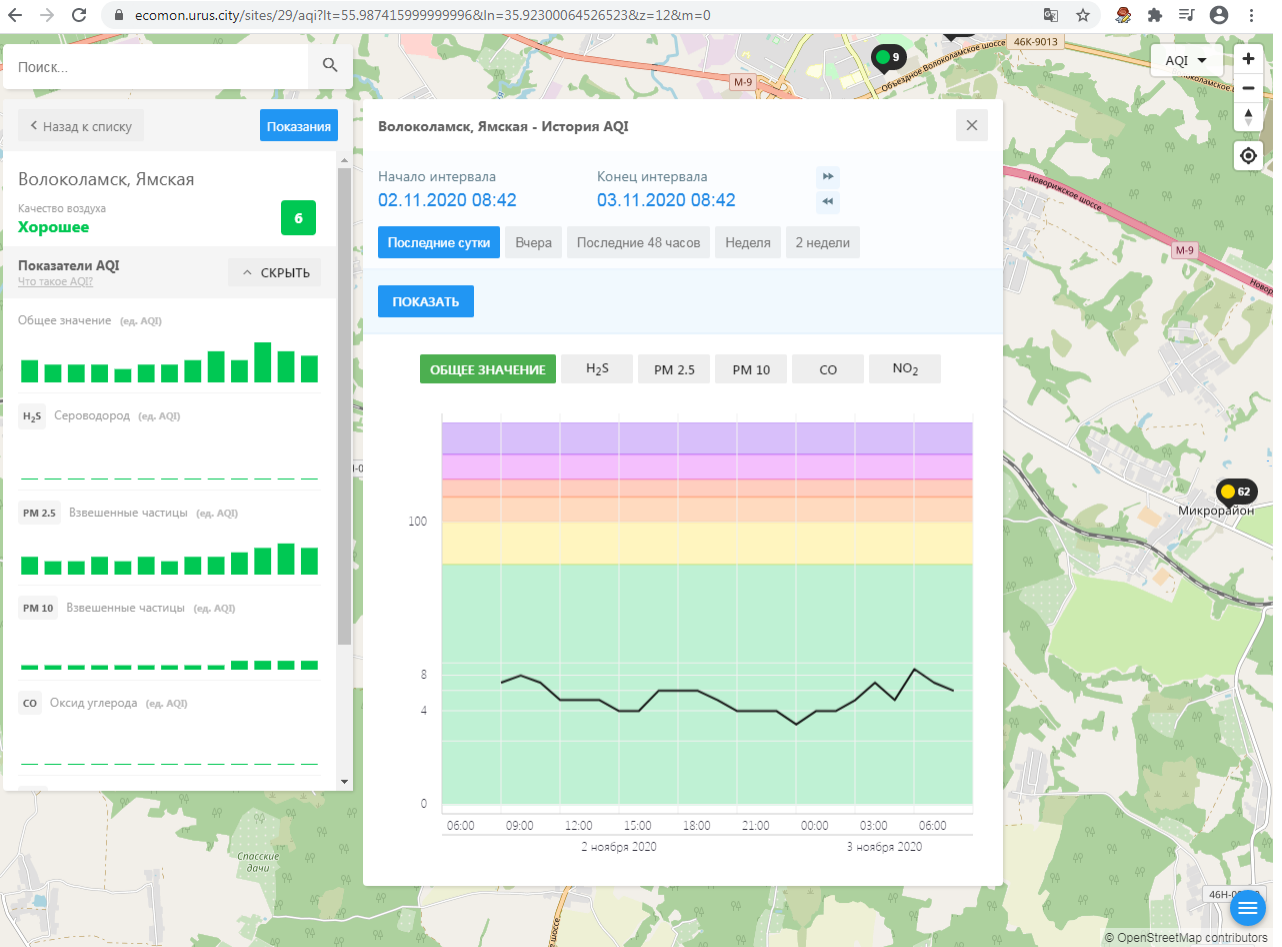 ecomon.urus.city/sites/29/aqi?lt=55.987415999999996&ln=35.92300064526523&z=12&m=0
Поиск...
9
Объездное Волоколамское шоссе
46К-9013
AQI
М-9
Назад к списку
Показания
Волоколамск, Ямская
Качество воздуха
Хорошее
6
Показатели AQI
Что такое AQI?
СКРЫТЬ
Общее значение (ед. AQI)
H2S Сероводород (ед. AQI)
PM 2.5 Взвешенные частицы (ед. AQI)
PM 10 Взвешенные частицы (ед. AQI)
CO Оксид углерода (ед. AQI)
Волоколамск, Ямская - История AQI
Начало интервала
Конец интервала
02.11.2020 08:42
03.11.2020 08:42
Последние сутки
Вчера
Последние 48 часов
Неделя
2 недели
ПОКАЗАТЬ
ОБЩЕЕ ЗНАЧЕНИЕ
H2S
PM 2.5
PM 10
CO
NO2
100
8
4
0
06:00
09:00
12:00
15:00
18:00
21:00
00:00
03:00
06:00
2 ноября 2020
3 ноября 2020
Новорижское шоссе
М-9
62
Микрорайон
Спасские
дачи
© OpenStreetMap contributors